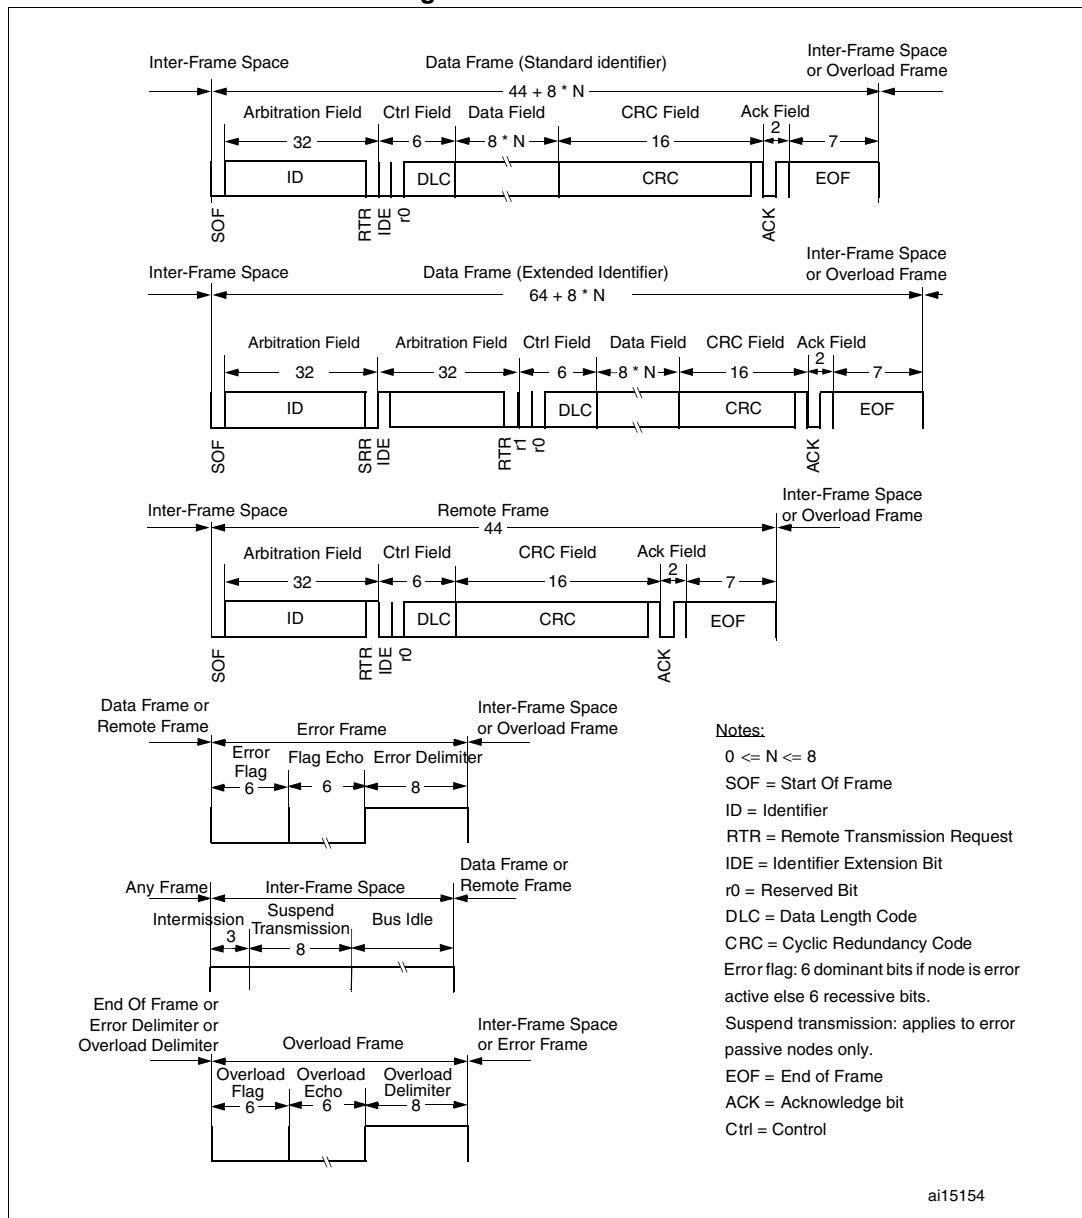 Inter-Frame Space
Data Frame (Standard identifier)
Inter-Frame Space
or Overload Frame
44 + 8 * N
Arbitration Field
Ctrl Field
Data Field
CRC Field
Ack Field
32
6
8 * N
16
2
7
ID
DLC
CRC
EOF
SOF
RTR
IDE
r0
ACK
Inter-Frame Space
Data Frame (Extended Identifier)
Inter-Frame Space
or Overload Frame
64 + 8 * N
Arbitration Field
Arbitration Field
Ctrl Field
Data Field
CRC Field
Ack Field
32
32
6
8 * N
16
2
7
ID
DLC
CRC
EOF
SOF
SRR
IDE
RTR
r1
r0
ACK
Inter-Frame Space
Remote Frame
Inter-Frame Space
or Overload Frame
44
Arbitration Field
Ctrl Field
CRC Field
Ack Field
32
6
16
2
7
ID
DLC
CRC
EOF
SOF
RTR
IDE
r0
ACK
Data Frame or
Remote Frame
Error Frame
Inter-Frame Space
or Overload Frame
Error
Flag
Flag Echo
Error Delimiter
6
6
8
Any Frame
Inter-Frame Space
Data Frame or
Remote Frame
Intermission
Suspend
Transmission
Bus Idle
3
8
End Of Frame or
Error Delimiter or
Overload Delimiter
Overload Frame
Inter-Frame Space
or Error Frame
Overload
Flag
Overload
Echo
Overload
Delimiter
6
6
8
Notes:
0 <= N <= 8
SOF = Start Of Frame
ID = Identifier
RTR = Remote Transmission Request
IDE = Identifier Extension Bit
r0 = Reserved Bit
DLC = Data Length Code
CRC = Cyclic Redundancy Code
Error flag: 6 dominant bits if node is error
active else 6 recessive bits.
Suspend transmission: applies to error
passive nodes only.
EOF = End of Frame
ACK = Acknowledge bit
Ctrl = Control
ai15154